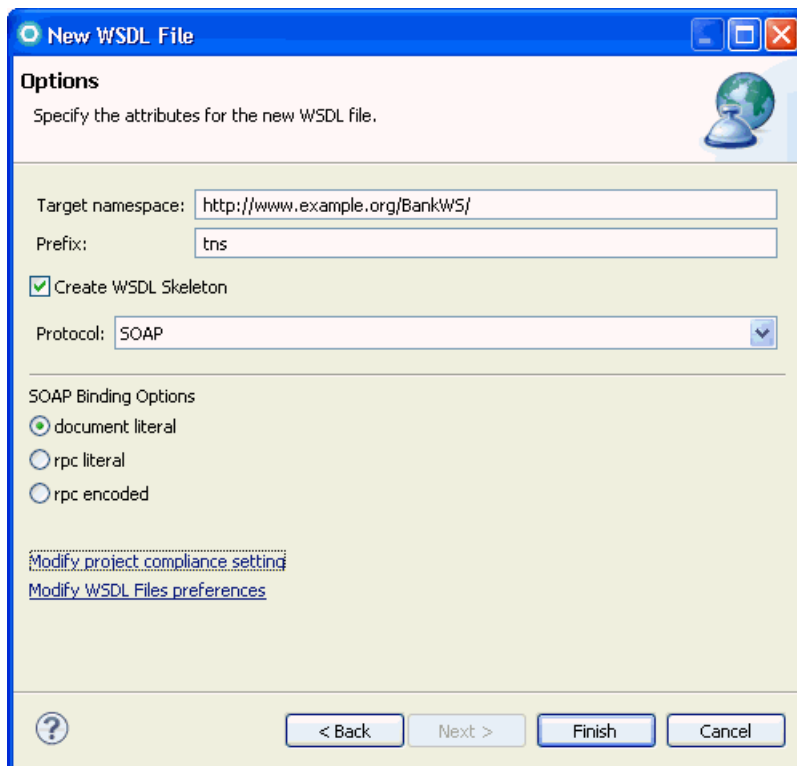 New WSDL File
Options
Specify the attributes for the new WSDL file.
Target namespace: http://www.example.org/BankWS/
Prefix: tns
Create WSDL Skeleton
Protocol: SOAP
SOAP Binding Options
document literal
rpc literal
rpc encoded
Modify project compliance setting
Modify WSDL Files preferences
? < Back Next > Finish Cancel